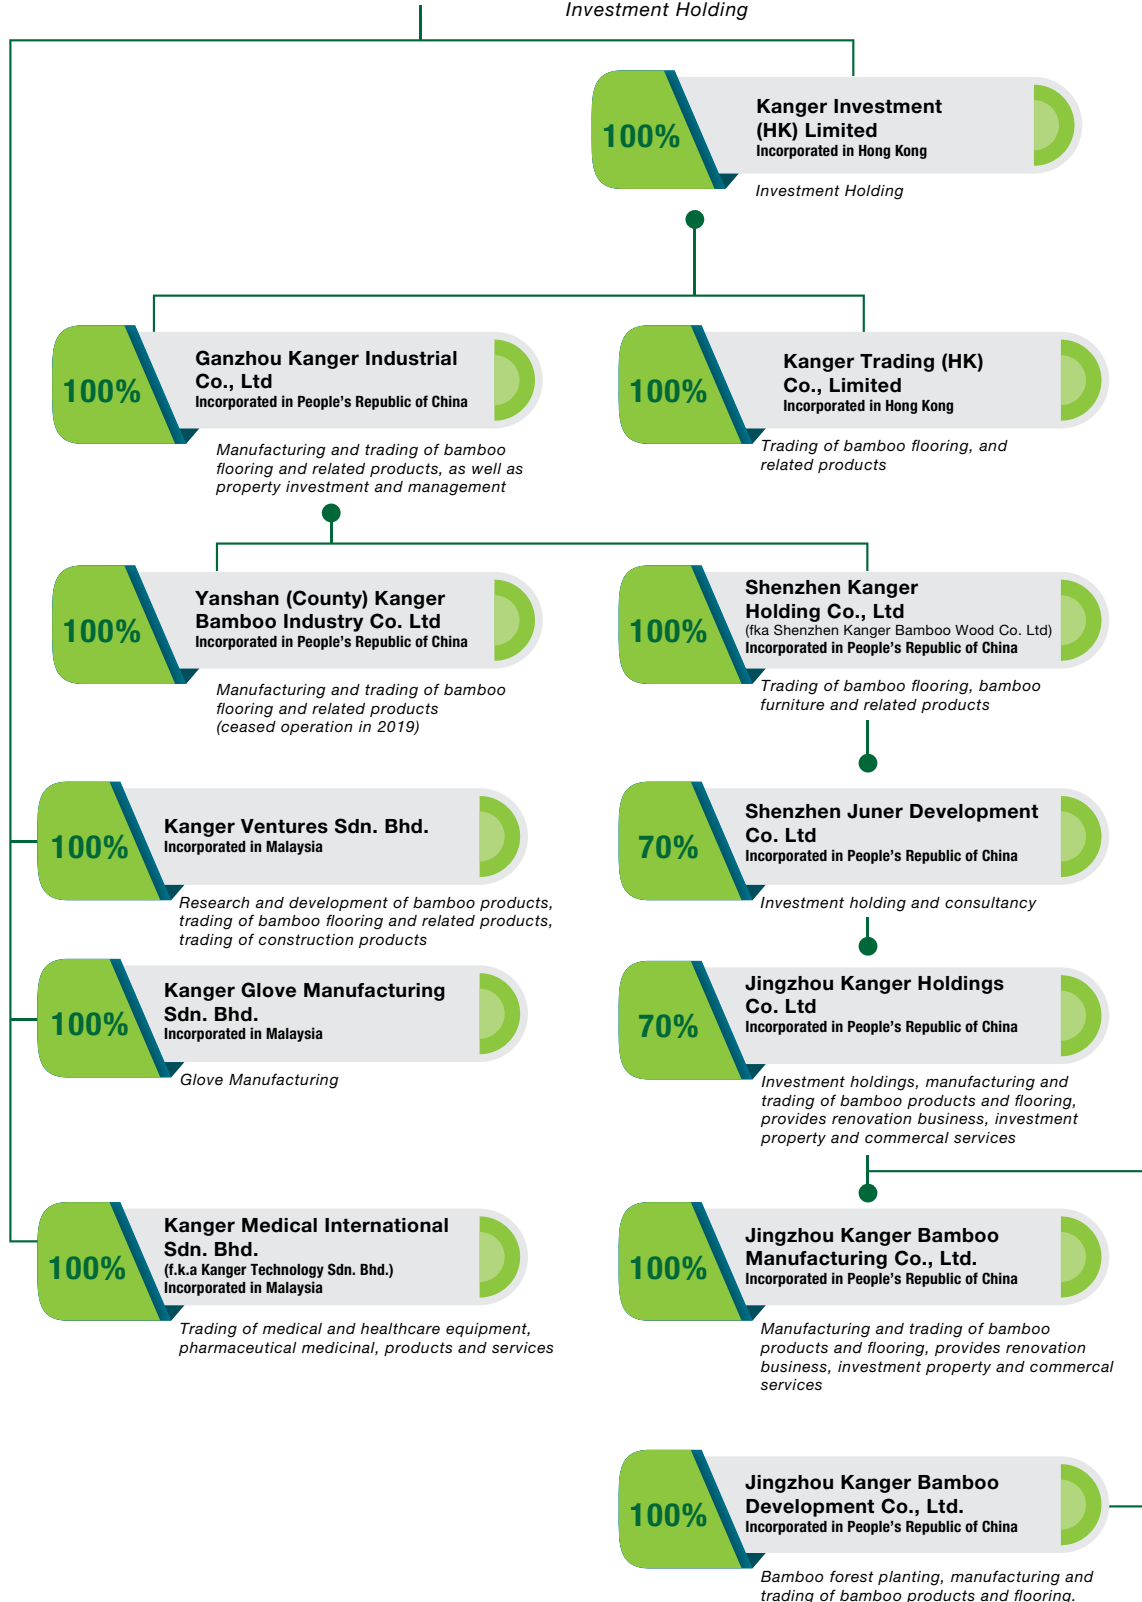 Investment Holding
100%
Kanger Investment
(HK) Limited
Incorporated in Hong Kong
Investment Holding
100%
Ganzhou Kanger Industrial
Co., Ltd
Incorporated in People's Republic of China
Manufacturing and trading of bamboo
flooring and related products, as well as
property investment and management
100%
Kanger Trading (HK)
Co., Limited
Incorporated in Hong Kong
Trading of bamboo flooring, and
related products
100%
Yanshan (County) Kanger
Bamboo Industry Co. Ltd
Incorporated in People's Republic of China
Manufacturing and trading of bamboo
flooring and related products
(ceased operation in 2019)
100%
Shenzhen Kanger
Holding Co., Ltd
(fka Shenzhen Kanger Bamboo Wood Co. Ltd)
Incorporated in People's Republic of China
Trading of bamboo flooring, bamboo
furniture and related products
100%
Kanger Ventures Sdn. Bhd.
Incorporated in Malaysia
Research and development of bamboo products,
trading of bamboo flooring and related products,
trading of construction products
70%
Shenzhen Juner Development
Co. Ltd
Incorporated in People's Republic of China
Investment holding and consultancy
100%
Kanger Glove Manufacturing
Sdn. Bhd.
Incorporated in Malaysia
Glove Manufacturing
70%
Jingzhou Kanger Holdings
Co. Ltd
Incorporated in People's Republic of China
Investment holdings, manufacturing and
trading of bamboo products and flooring,
provides renovation business, investment
property and commercal services
100%
Kanger Medical International
Sdn. Bhd.
(f.k.a Kanger Technology Sdn. Bhd.)
Incorporated in Malaysia
Trading of medical and healthcare equipment,
pharmaceutical medicinal, products and services
100%
Jingzhou Kanger Bamboo
Manufacturing Co., Ltd.
Incorporated in People's Republic of China
Manufacturing and trading of bamboo
products and flooring, provides renovation
business, investment property and commercal
services
100%
Jingzhou Kanger Bamboo
Development Co., Ltd.
Incorporated in People's Republic of China
Bamboo forest planting, manufacturing and
trading of bamboo products and flooring.